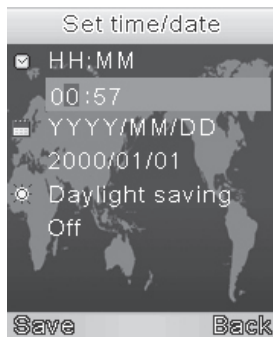 Set time/date
HH:MM
00:57
YYYY/MM/DD
2000/01/01
Daylight saving
Off
Save Back